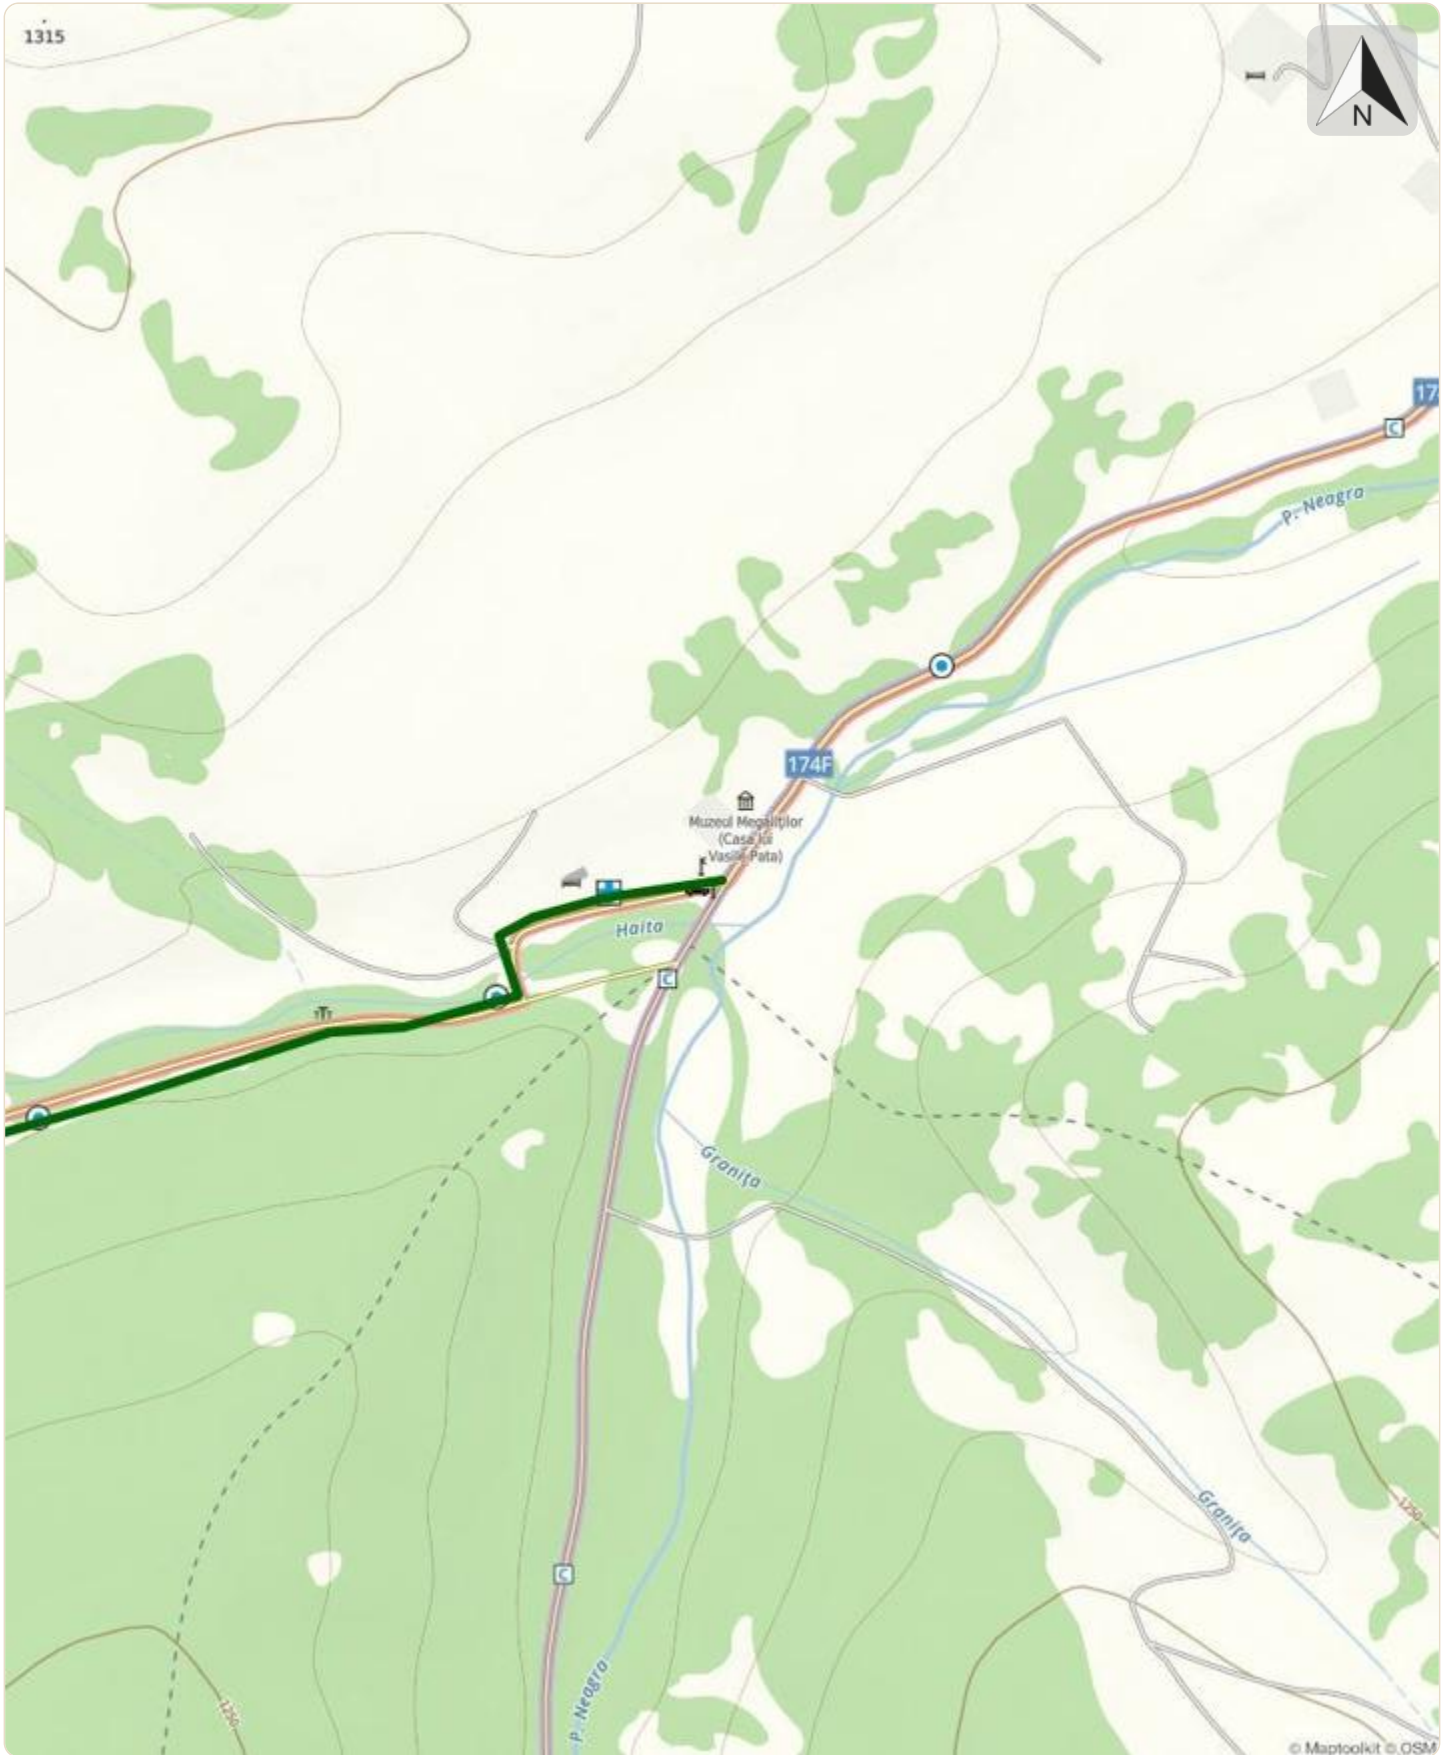 1315
N
17
C
P. Neagra
174F
Muzeul Megaliților
(Casa lui
Vasile Pata)
Haita
C
Granița
Granița
1250
C
P. Neagra
1250
© Maptoolkit © OSM